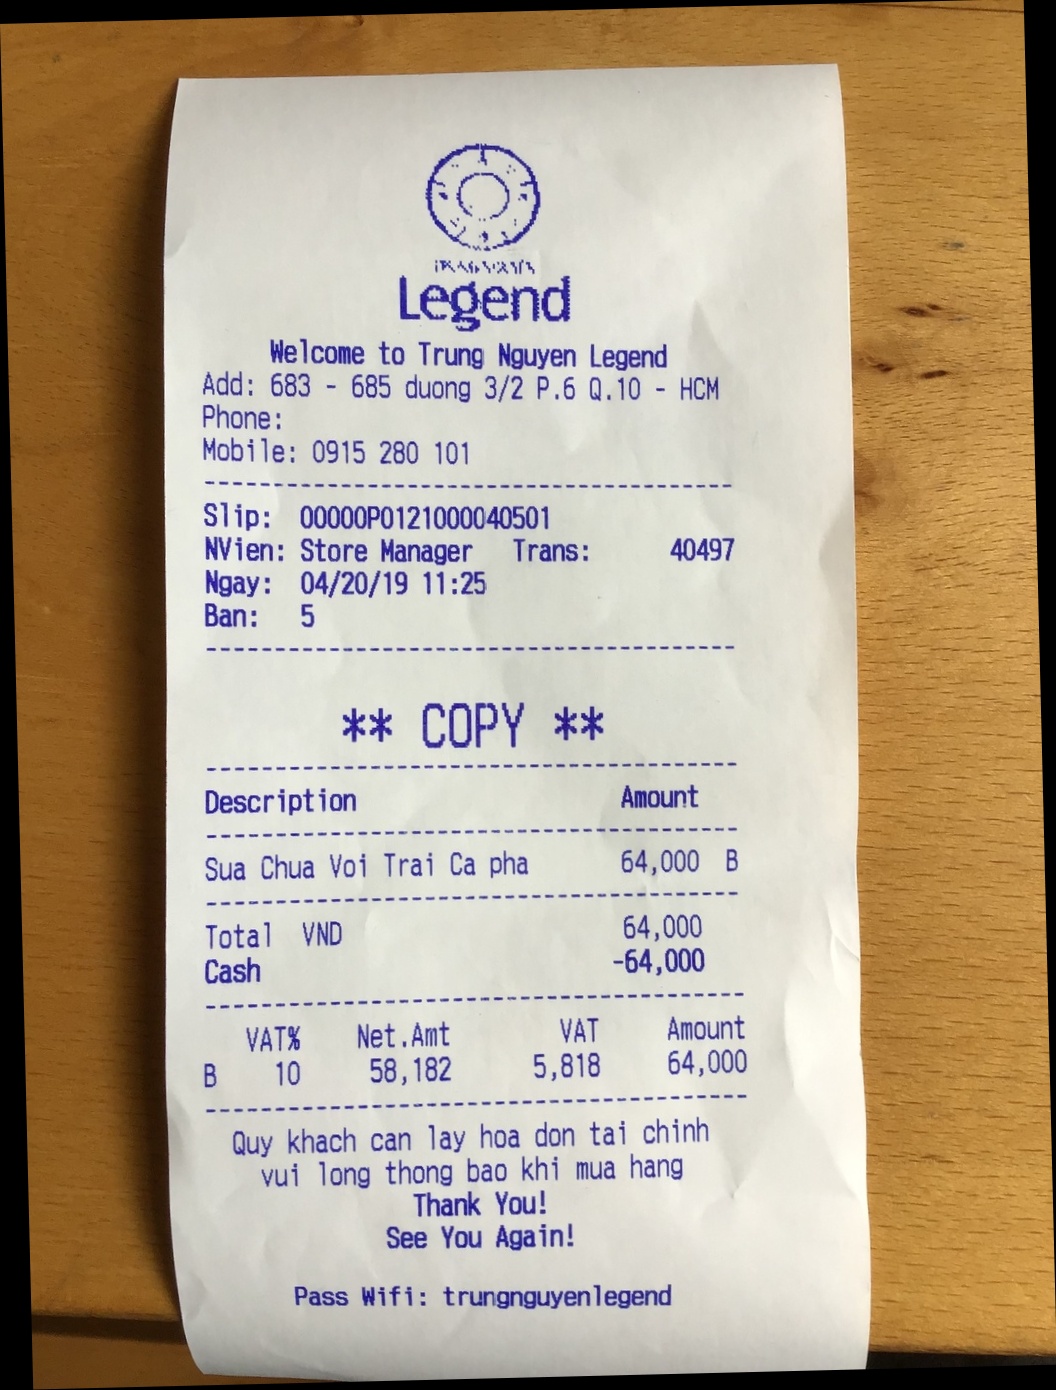 Legend
Welcome to Trung Nguyen Legend
Add: 683 - 685 duong 3/2 P.6 Q.10 - HCM
Phone:
Mobile: 0915 280 101
Slip: 00000P0121000040501
NVien: Store Manager Trans: 40497
Ngay: 04/20/19 11:25
Ban: 5
** COPY **
Description Amount
Sua Chua Voi Trai Ca pha 64,000 B
Total VND 64,000
Cash -64,000
VAT% Net.Amt VAT Amount
B 10 58,182 5,818 64,000
Quy khach can lay hoa don tai chinh
vui long thong bao khi mua hang
Thank You!
See You Again!
Pass Wifi: trungnguyenlegend